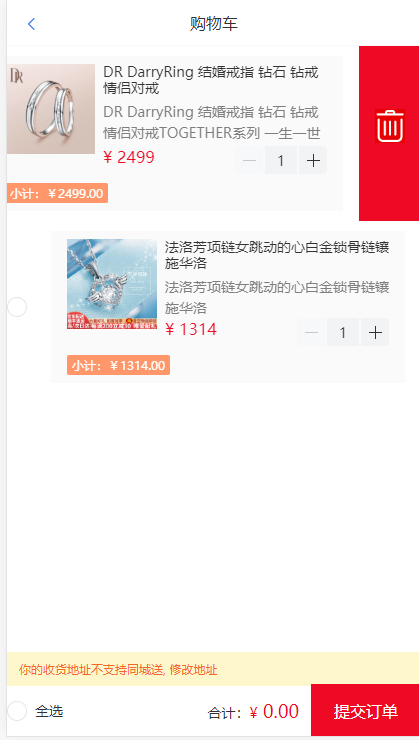 购物车
DR
DR DarryRing 结婚戒指 钻石 钻戒
情侣对戒
DR DarryRing 结婚戒指 钻石 钻戒
情侣对戒TOGETHER系列 一生一世
¥ 2499
— 1 +
小计：￥2499.00
法洛芳项链女跳动的心白金锁骨链镶
施华洛
法洛芳项链女跳动的心白金锁骨链镶
施华洛
¥ 1314
— 1 +
小计：￥1314.00
你的收货地址不支持同城送, 修改地址
全选
合计：¥ 0.00
提交订单